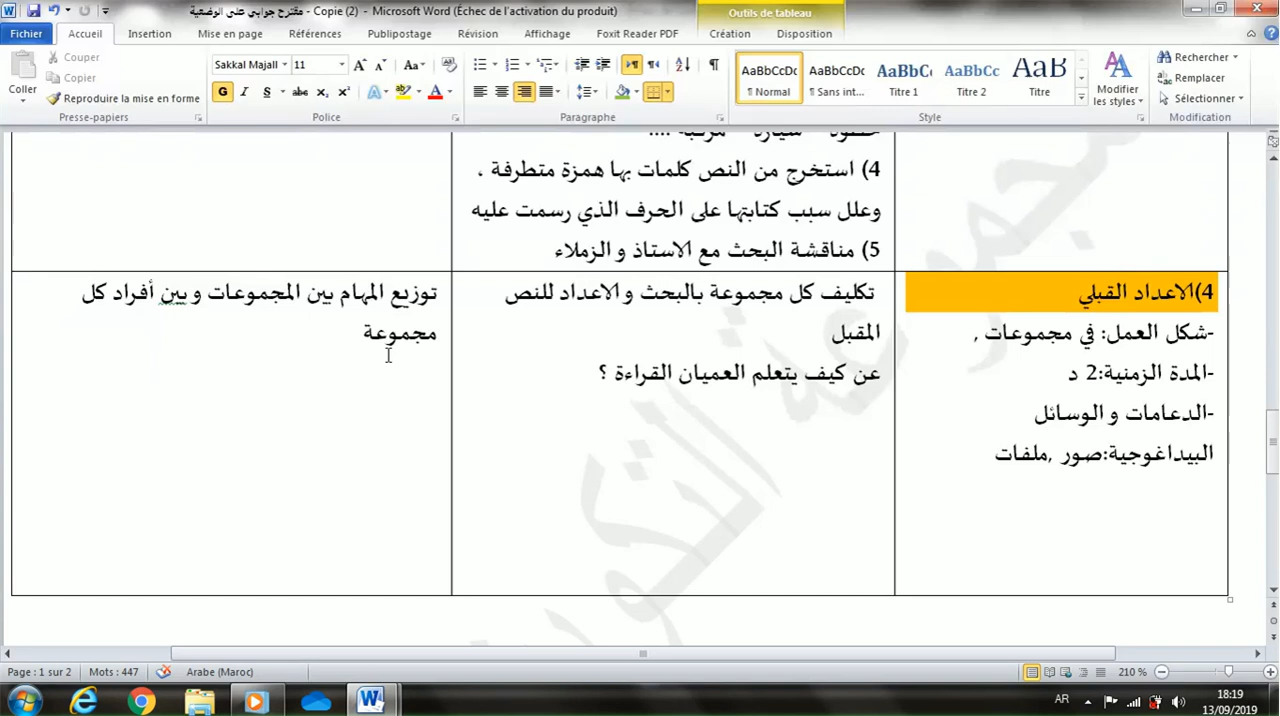 مقترح جوابي على الوضعية - Copie (2) - Microsoft Word (Échec de l'activation du produit)
Outils de tableau
Fichier Accueil Insertion Mise en page Références Publipostage Révision Affichage Foxit Reader PDF Création Disposition
Coller
Couper
Copier
Reproduire la mise en forme
Presse-papiers
Sakkal Majall 11
Police
Paragraphe
AaBbCcDc AaBbCcDc AaBbC AaBbCc AaB
¶ Normal ¶ Sans int... Titre 1 Titre 2 Titre
Style
Modifier les styles
Rechercher
Remplacer
Sélectionner
Modification
4) استخرج من النص كلمات بها همزة متطرفة ،
وعلل سبب كتابتها على الحرف الذي رسمت عليه
5) مناقشة البحث مع الاستاذ و الزملاء
4)الاعداد القبلي
-شكل العمل: في مجموعات ,
-المدة الزمنية:2 د
-الدعامات و الوسائل
البيداغوجية:صور ,ملفات
تكليف كل مجموعة بالبحث و الاعداد للنص
المقبل
عن كيف يتعلم العميان القراءة ؟
توزيع المهام بين المجموعات و بين أفراد كل
مجموعة
Page : 1 sur 2 Mots : 447 Arabe (Maroc) 210 %
AR
18:19
13/09/2019